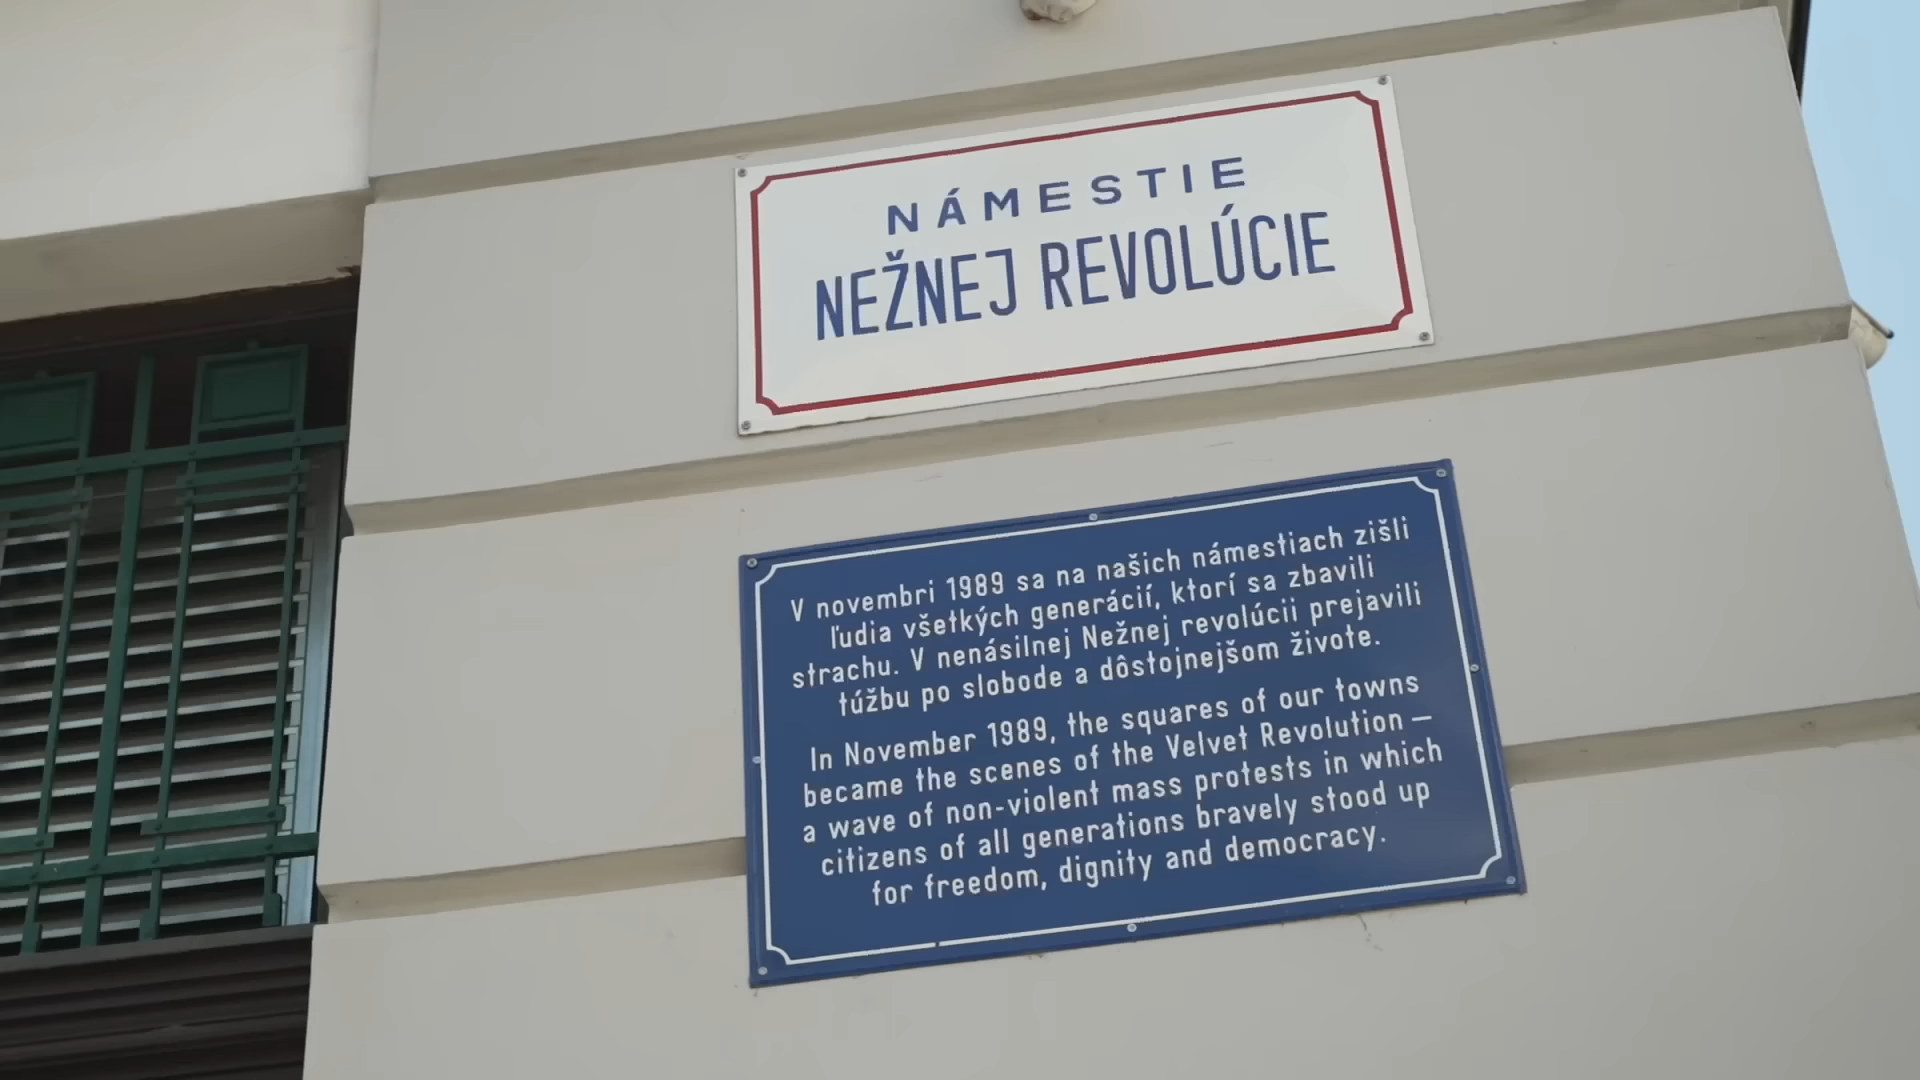 NÁMESTIE
NEŽNEJ REVOLÚCIE
V novembri 1989 sa na našich námestiach zišli
ľudia všetkých generácií, ktorí sa zbavili
strachu. V nenásilnej Nežnej revolúcii prejavili
túžbu po slobode a dôstojnejšom živote.
In November 1989, the squares of our towns
became the scenes of the Velvet Revolution –
a wave of non-violent mass protests in which
citizens of all generations bravely stood up
for freedom, dignity and democracy.